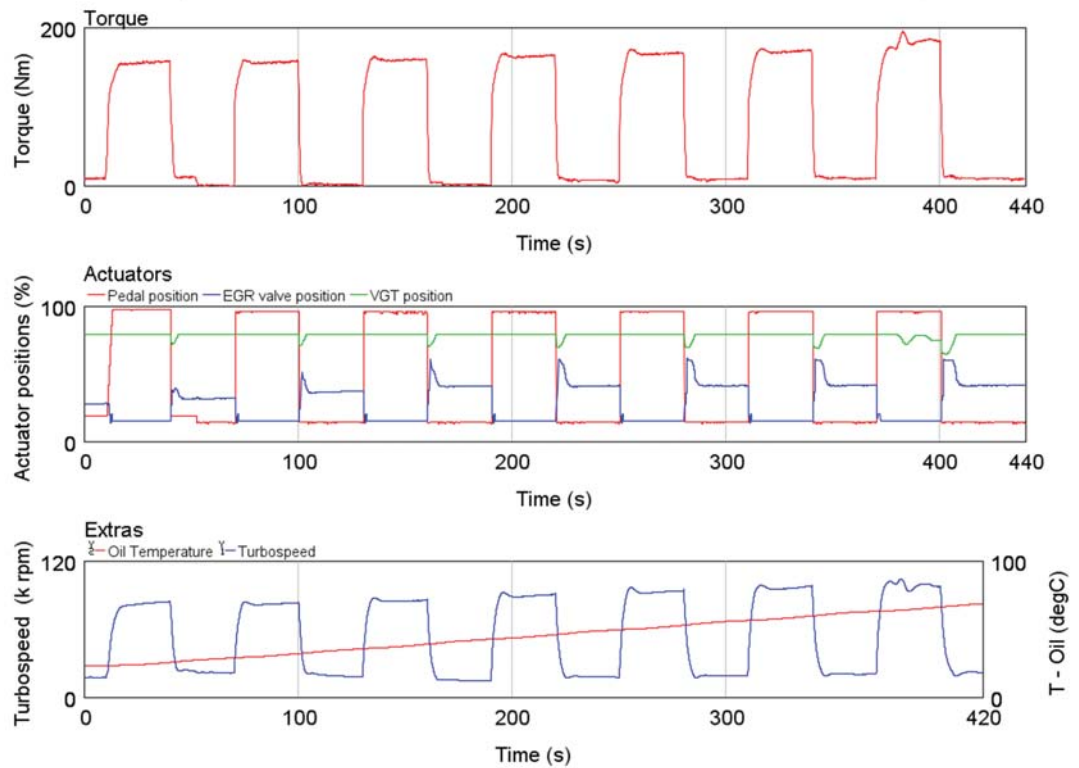 Torque
Torque (Nm)
200
0
0 100 200 300 400 440
Time (s)
Actuators
Pedal position EGR valve position VGT position
Actuator positions (%)
100
0
0 100 200 300 400 440
Time (s)
Extras
Y2 Oil Temperature Y1 Turbospeed
Turbospeed (k rpm)
120
0
100
0
T - Oil (degC)
0 100 200 300 400 420
Time (s)